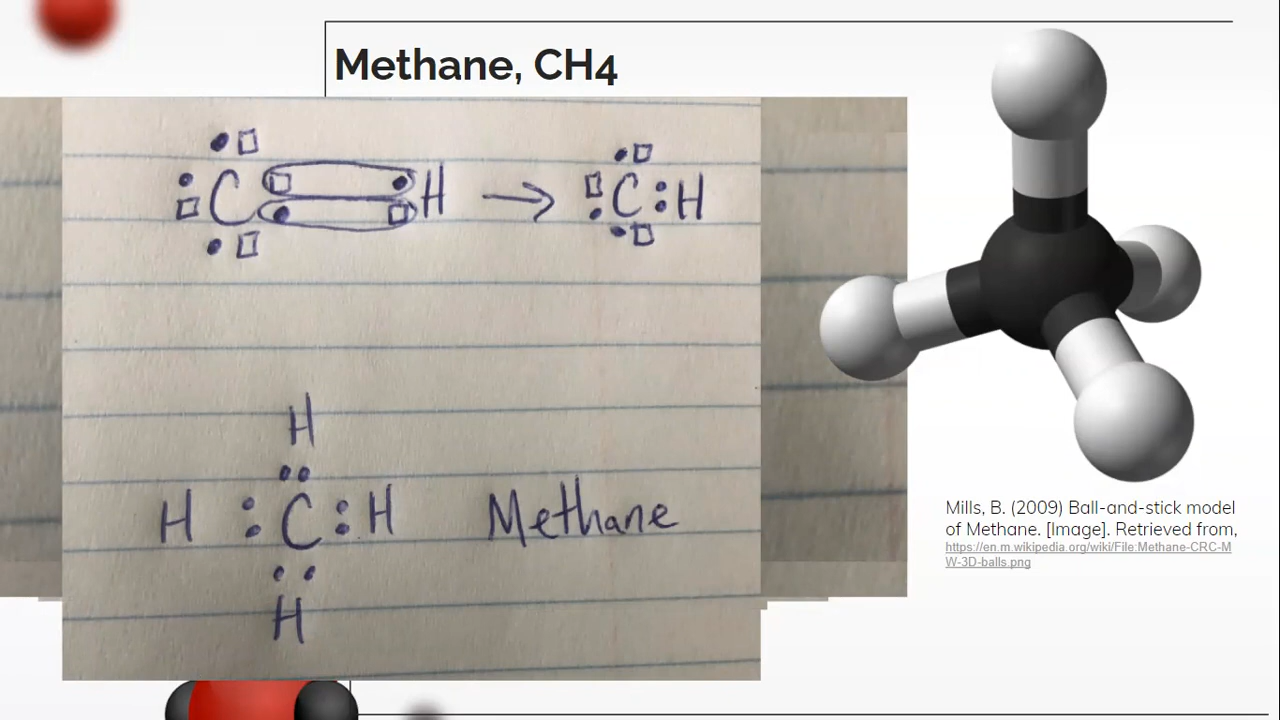 Methane, CH4
C H → C : H
H
H : C : H Methane
H
Mills, B. (2009) Ball-and-stick model
of Methane. [Image]. Retrieved from,
https://en.m.wikipedia.org/wiki/File:Methane-CRC-M
W-3D-balls.png